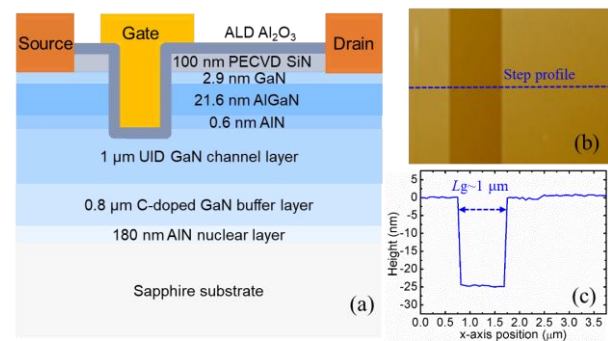 Source
Gate
ALD Al₂O₃
Drain
100 nm PECVD SiN
2.9 nm GaN
21.6 nm AlGaN
0.6 nm AlN
1 µm UID GaN channel layer
0.8 µm C-doped GaN buffer layer
180 nm AlN nuclear layer
Sapphire substrate
(a)
Step profile
(b)
Lg~1 µm
(c)
Height (nm)
5
0
-5
-10
-15
-20
-25
-30
0.0 0.5 1.0 1.5 2.0 2.5 3.0 3.5
x-axis position (µm)